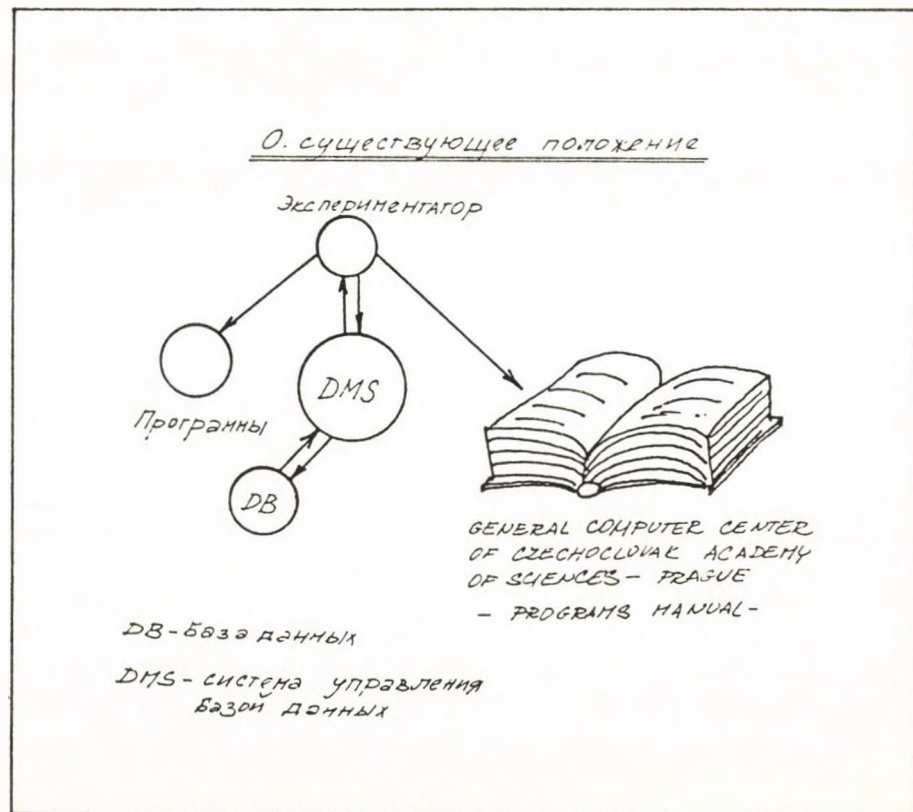 0. существующее положение
Экспериментатор
DMS
Программы
DB
GENERAL COMPUTER CENTER
OF CZECHOCLOVAK ACADEMY
OF SCIENCES - PRAGUE
- PROGRAMS MANUAL -
DB - база данных
DMS - система управления
базой данных